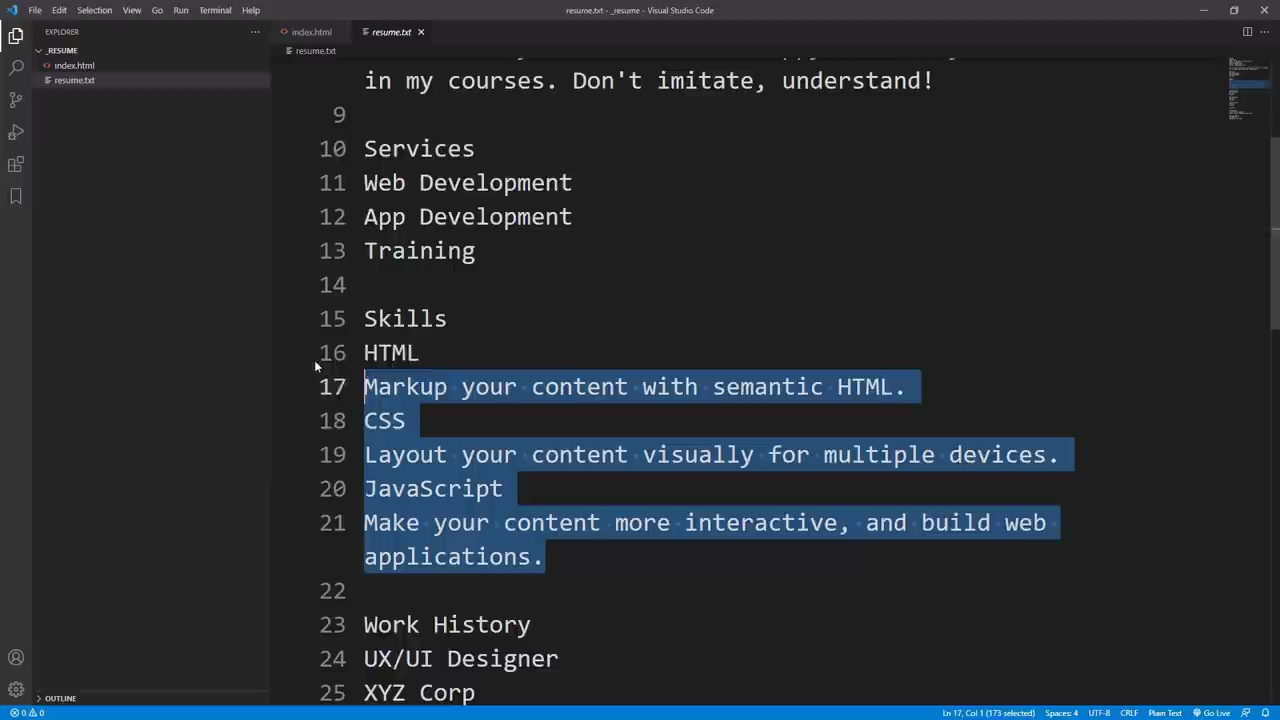 File Edit Selection View Go Run Terminal Help
resume.txt - _resume - Visual Studio Code
EXPLORER
_RESUME
index.html
resume.txt
OUTLINE
index.html
resume.txt
resume.txt
in my courses. Don't imitate, understand!
9
10 Services
11 Web Development
12 App Development
13 Training
14
15 Skills
16 HTML
17 Markup your content with semantic HTML.
18 CSS
19 Layout your content visually for multiple devices.
20 JavaScript
21 Make your content more interactive, and build web
applications.
22
23 Work History
24 UX/UI Designer
25 XYZ Corp
0 0
Ln 17, Col 1 (173 selected) Spaces: 4 UTF-8 CRLF Plain Text Go Live